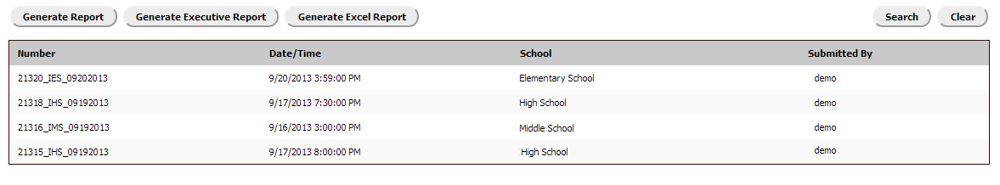 Generate Report Generate Executive Report Generate Excel Report Search Clear
Number Date/Time School Submitted By
21320_IES_09202013 9/20/2013 3:59:00 PM Elementary School demo
21318_IHS_09192013 9/17/2013 7:30:00 PM High School demo
21316_IMS_09192013 9/16/2013 3:00:00 PM Middle School demo
21315_IHS_09192013 9/17/2013 8:00:00 PM High School demo